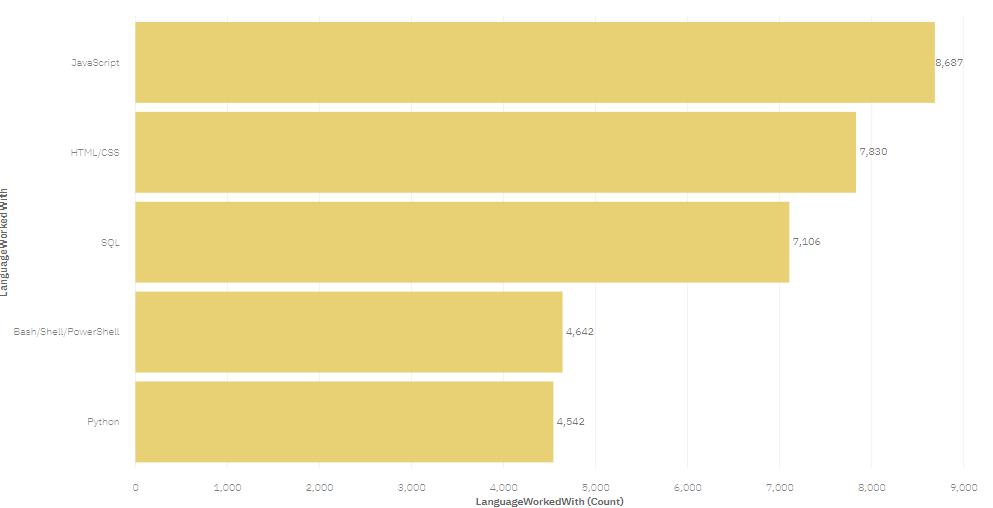 JavaScript
8,687
HTML/CSS
7,830
SQL
7,106
Bash/Shell/PowerShell
4,642
Python
4,542
LanguageWorkedWith
0 1,000 2,000 3,000 4,000 5,000 6,000 7,000 8,000 9,000
LanguageWorkedWith (Count)